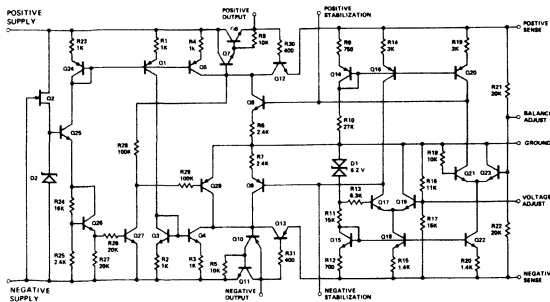 POSITIVE SUPPLY
POSITIVE OUTPUT
POSITIVE STABILIZATION
POSITIVE SENSE
R23 1K
R1 1K
R4 1K
Q6
R8 10K
R30 400
R9 750
R14 3K
R19 3K
Q24
Q1
Q5
Q7
Q12
Q14
Q16
Q20
R21 20K
Q2
Q8
BALANCE ADJUST
Q25
R28 100K
R6 2.4K
R10 27K
GROUND
R18 10K
Q21
Q23
D2
R29 100K
R7 2.4K
D1 6.2 V
R16 11K
Q28
R13
Q17
Q19
VOLTAGE ADJUST
R24 16K
Q9
R11 15K
R17 16K
R22 20K
Q26
Q3
Q4
Q13
R26 20K
Q27
Q10
Q15
Q18
Q22
R25 2.4K
R27 20K
R2 1K
R3 1K
R5 10K
Q11
R31 400
R12 700
R15 1.4K
R20 1.4K
NEGATIVE SUPPLY
NEGATIVE OUTPUT
NEGATIVE STABILIZATION
NEGATIVE SENSE